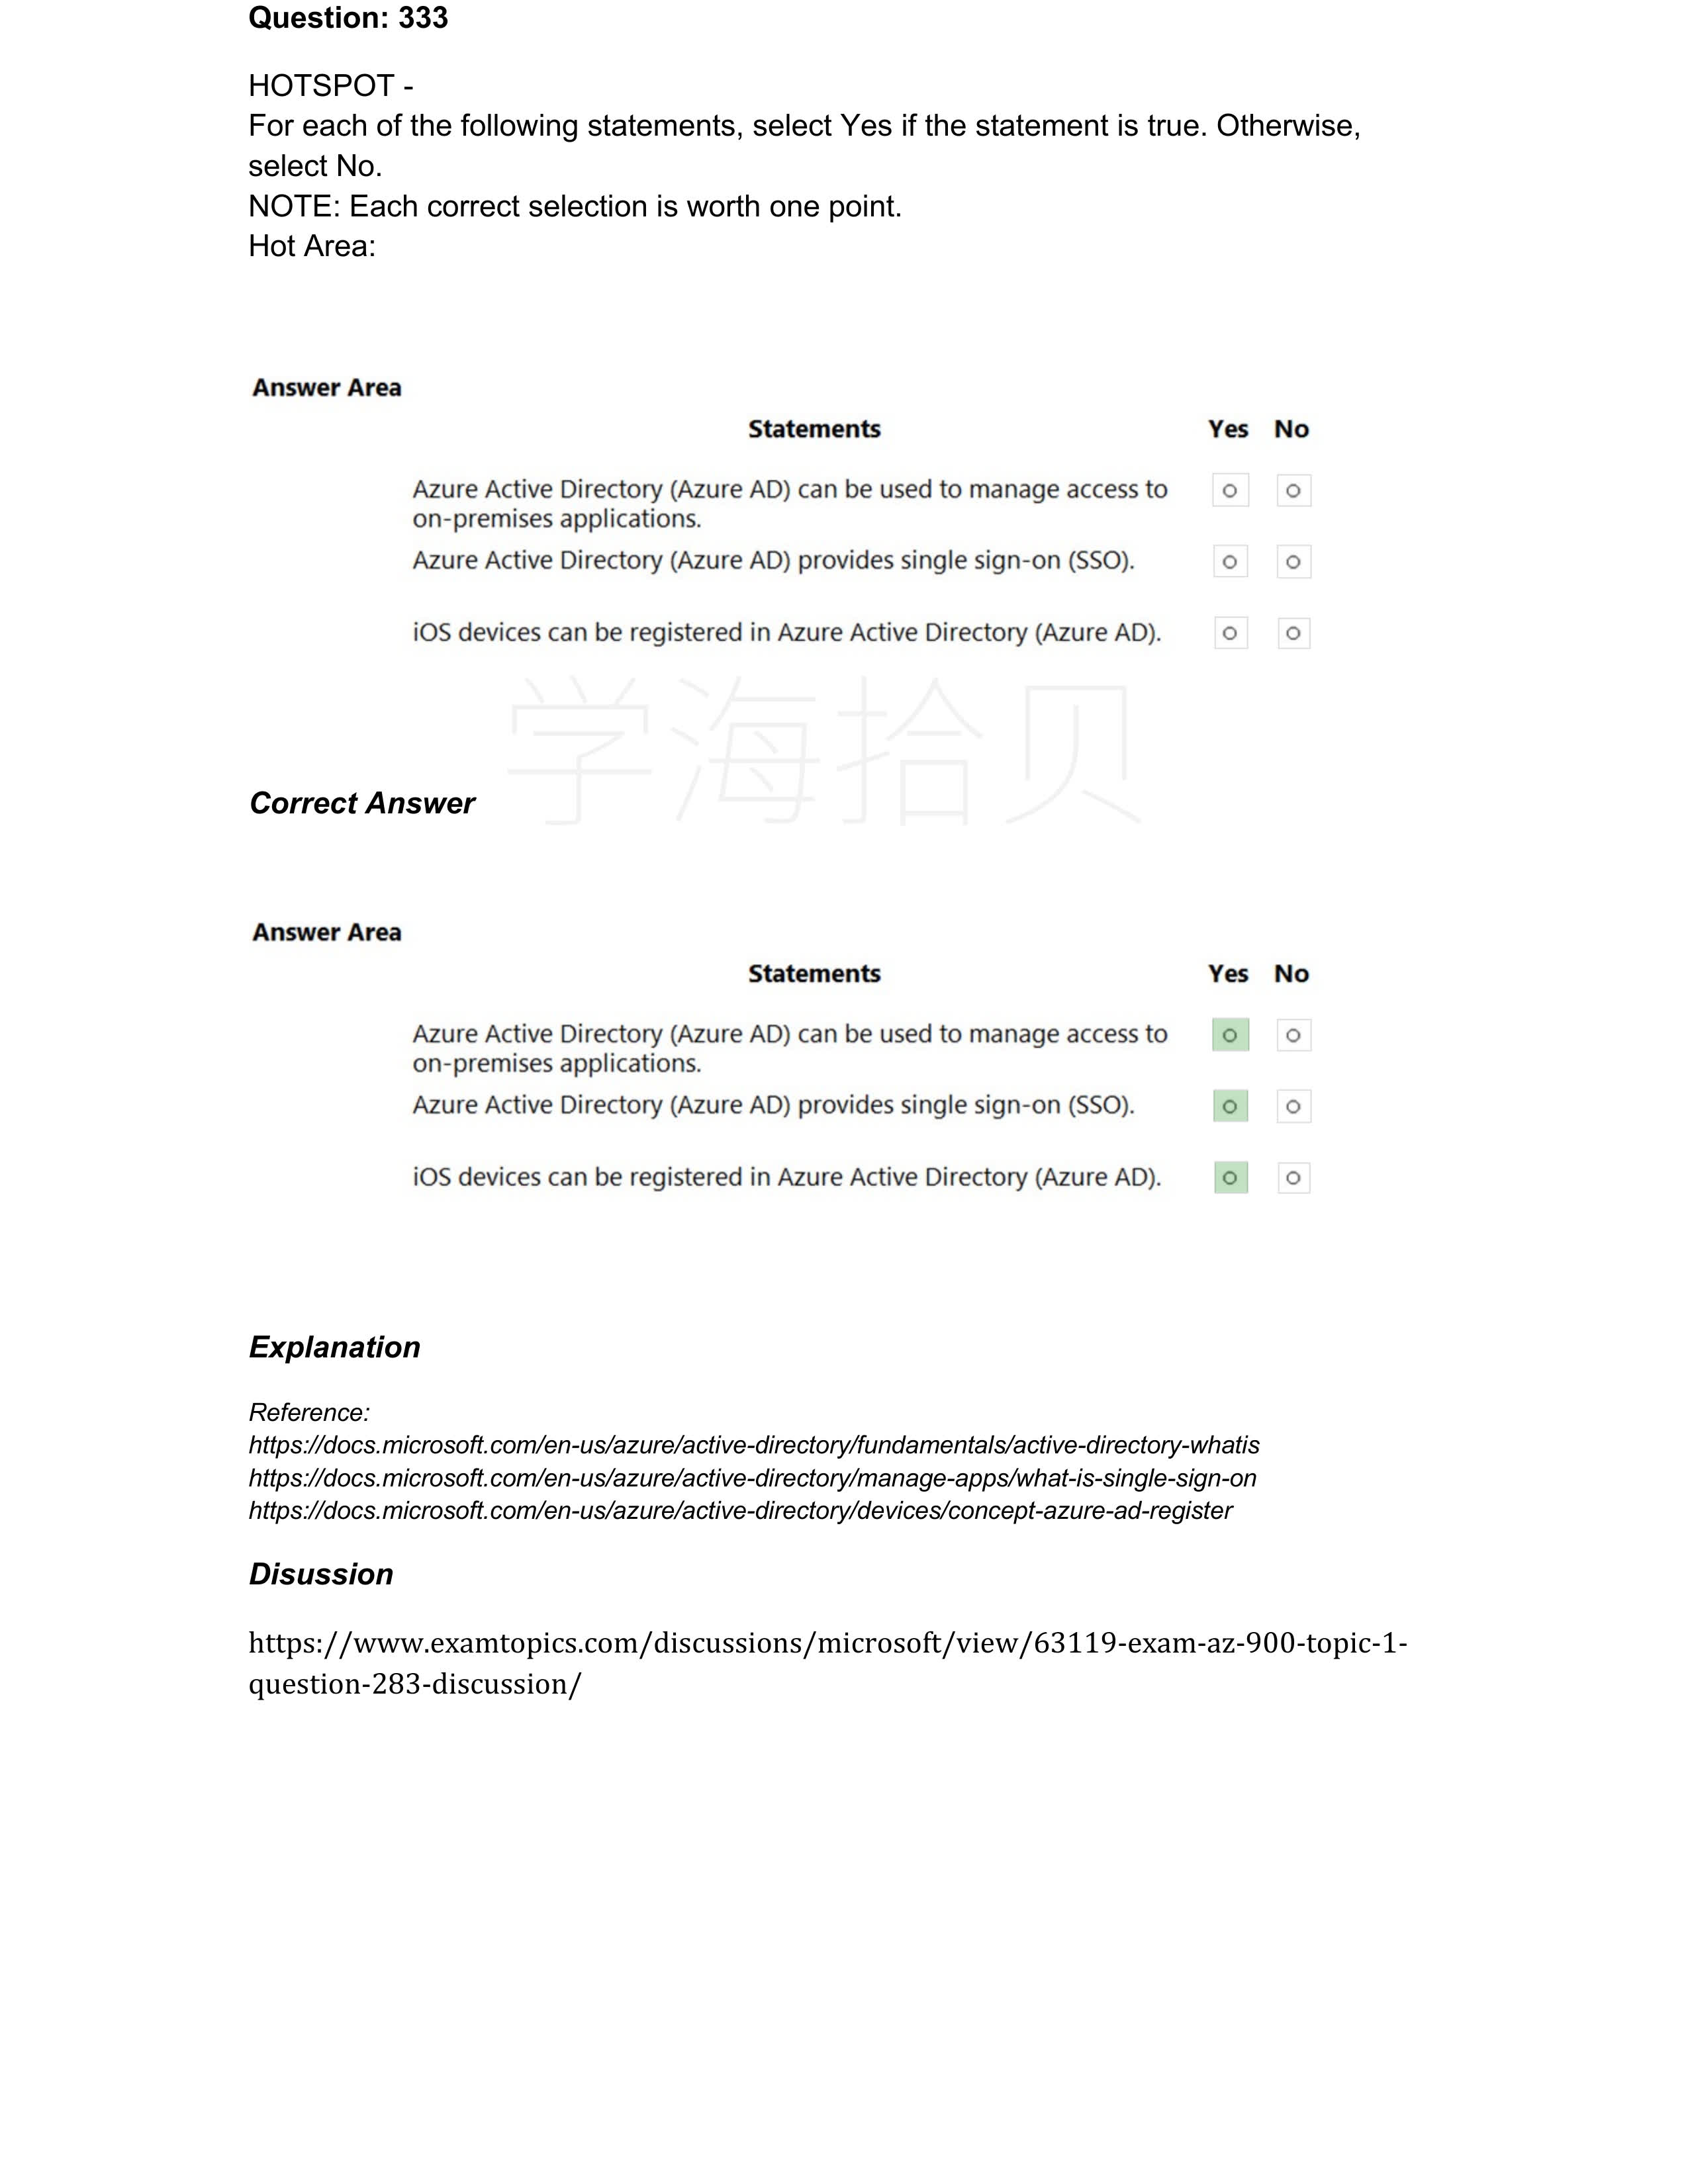 Question: 333
HOTSPOT -
For each of the following statements, select Yes if the statement is true. Otherwise,
select No.
NOTE: Each correct selection is worth one point.
Hot Area:
Answer Area
Statements Yes No
Azure Active Directory (Azure AD) can be used to manage access to
on-premises applications.
Azure Active Directory (Azure AD) provides single sign-on (SSO).
iOS devices can be registered in Azure Active Directory (Azure AD).
学海拾贝
Correct Answer
Answer Area
Statements Yes No
Azure Active Directory (Azure AD) can be used to manage access to
on-premises applications.
Azure Active Directory (Azure AD) provides single sign-on (SSO).
iOS devices can be registered in Azure Active Directory (Azure AD).
Explanation
Reference:
https://docs.microsoft.com/en-us/azure/active-directory/fundamentals/active-directory-whatis
https://docs.microsoft.com/en-us/azure/active-directory/manage-apps/what-is-single-sign-on
https://docs.microsoft.com/en-us/azure/active-directory/devices/concept-azure-ad-register
Disussion
https://www.examtopics.com/discussions/microsoft/view/63119-exam-az-900-topic-1-
question-283-discussion/